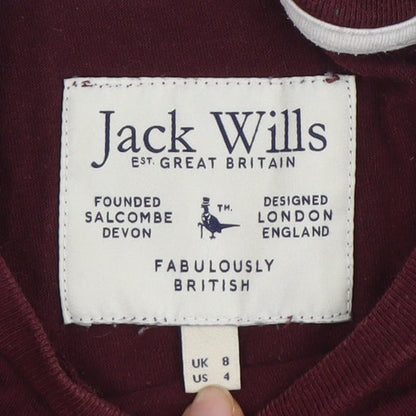 Jack Wills
EST. GREAT BRITAIN
FOUNDED
SALCOMBE
DEVON
TM.
DESIGNED
LONDON
ENGLAND
FABULOUSLY
BRITISH
UK 8
US 4